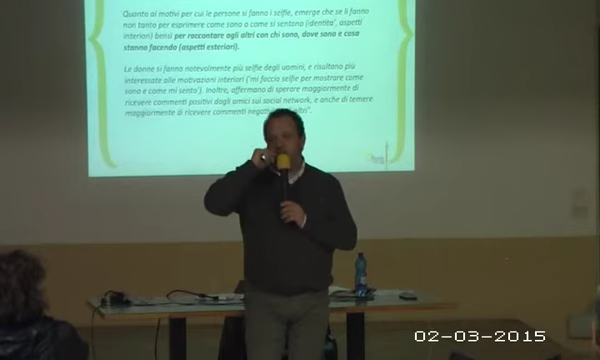 Quanto ai motivi per cui le persone si fanno i selfie, emerge che se li fanno
non tanto per esprimere come sono o come si sentono (identita', aspetti
interiori) bensì per raccontare agli altri con chi sono, dove sono e cosa
stanno facendo (aspetti esteriori).
Le donne si fanno notevolmente più selfie degli uomini, e risultano più
interessate alle motivazioni interiori ('mi faccio selfie per mostrare come
sono e come mi sento'). Inoltre, affermano di sperare maggiormente di
ricevere commenti positivi dagli amici sui social network, e anche di temere
maggiormente di ricevere commenti negativi
02-03-2015